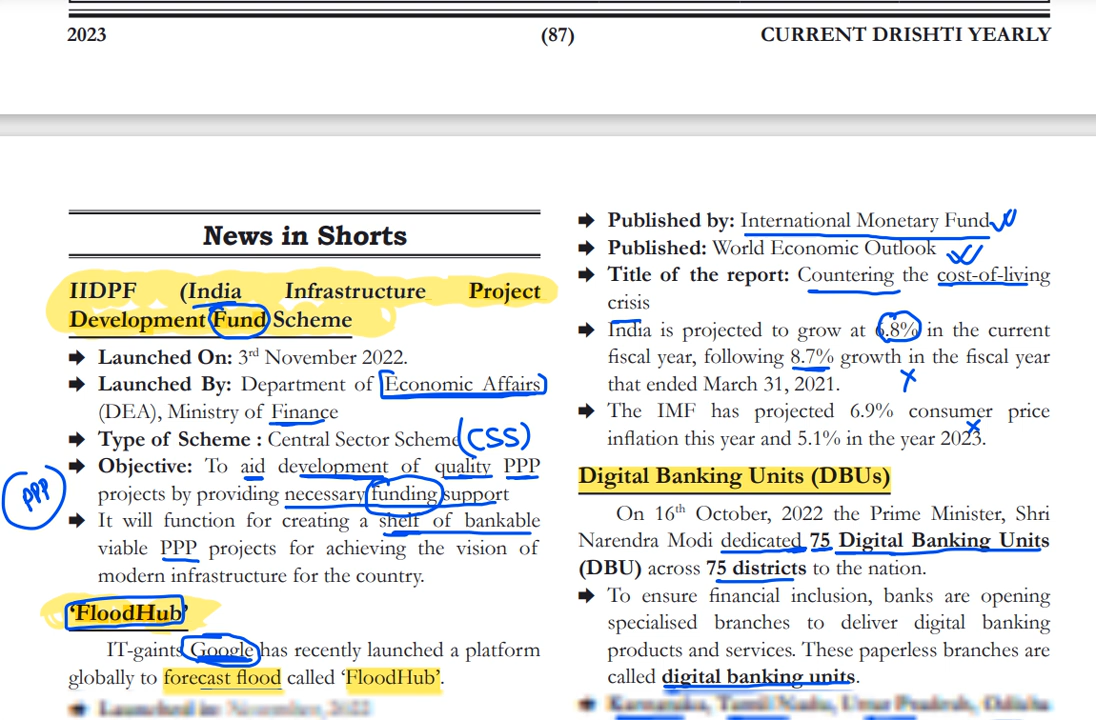 2023 (87) CURRENT DRISHTI YEARLY
News in Shorts
IIDPF (India Infrastructure Project
Development Fund Scheme
➡ Launched On: 3rd November 2022.
➡ Launched By: Department of Economic Affairs
(DEA), Ministry of Finance
➡ Type of Scheme : Central Sector Scheme (CSS)
➡ Objective: To aid development of quality PPP
PPP
projects by providing necessary funding support
➡ It will function for creating a shelf of bankable
viable PPP projects for achieving the vision of
modern infrastructure for the country.
'FloodHub'
IT-gaints Google has recently launched a platform
globally to forecast flood called 'FloodHub'.
➡ Launched in: November, 2022
➡ Published by: International Monetary Fund
➡ Published: World Economic Outlook
➡ Title of the report: Countering the cost-of-living
crisis
➡ India is projected to grow at 6.8% in the current
fiscal year, following 8.7% growth in the fiscal year
that ended March 31, 2021.
➡ The IMF has projected 6.9% consumer price
inflation this year and 5.1% in the year 2023.
Digital Banking Units (DBUs)
On 16th October, 2022 the Prime Minister, Shri
Narendra Modi dedicated 75 Digital Banking Units
(DBU) across 75 districts to the nation.
➡ To ensure financial inclusion, banks are opening
specialised branches to deliver digital banking
products and services. These paperless branches are
called digital banking units.
➡ Karnataka, Tamil Nadu, Uttar Pradesh, Odisha